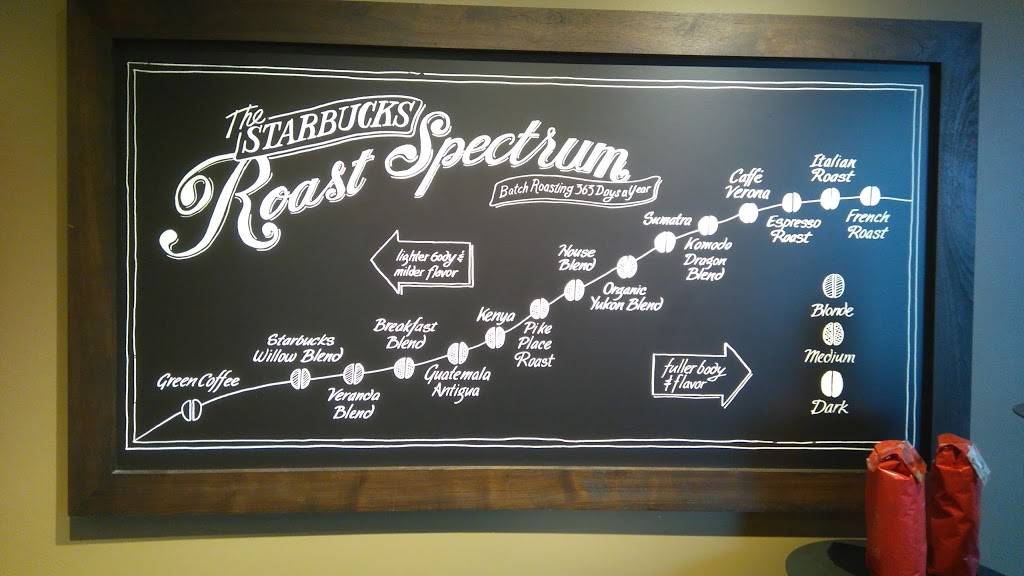 The
STARBUCKS
Roast Spectrum
Batch Roasting 365 Days a Year
lighter body &
milder flavor
Green Coffee
Starbucks
Willow Blend
Veranda
Blend
Breakfast
Blend
Guatemala
Antigua
Kenya
Pike
Place
Roast
House
Blend
Organic
Yukon Blend
Sumatra
Komodo
Dragon
Blend
Caffè
Verona
Espresso
Roast
Italian
Roast
French
Roast
fuller body
& flavor
Blonde
Medium
Dark